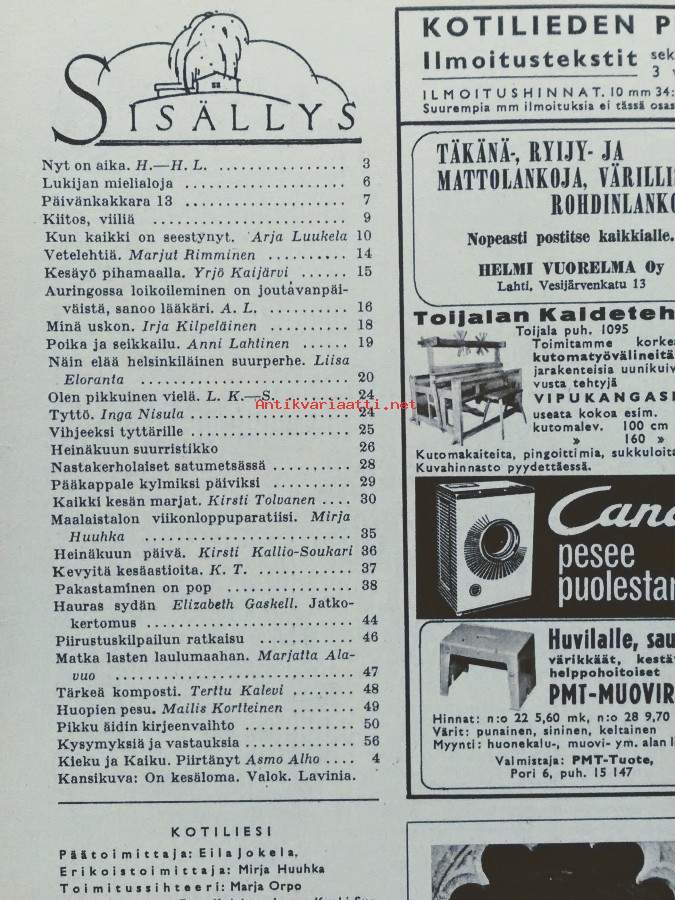 SISÄLLYS
Nyt on aika. H.—H. L. .................. 3
Lukijan mielialoja ..................... 6
Päivänkakkara 13 ..................... 7
Kiitos, viiliä ........................ 9
Kun kaikki on seestynyt. Arja Luukela 10
Vetelehtiä. Marjut Rimminen .......... 14
Kesäyö pihamaalla. Yrjö Kaijärvi ...... 15
Auringossa loikoileminen on joutavanpäi-
väistä, sanoo lääkäri. A. L. .......... 16
Minä uskon. Irja Kilpeläinen .......... 18
Poika ja seikkailu. Anni Lahtinen ...... 19
Näin elää helsinkiläinen suurperhe. Liisa
Eloranta ........................ 20
Olen pikkuinen vielä. L. K.—S. ........ 24
Tyttö. Inga Nisula .................. 24
Vihjeeksi tyttärille .................. 25
Heinäkuun suurristikko 26
Nastakerholaiset satumetsässä .......... 28
Pääkappale kylmiksi päiviksi .......... 29
Kaikki kesän marjat. Kirsti Tolvanen .... 30
Maalaistalon viikonloppuparatiisi. Mirja
Huuhka ........................ 35
Heinäkuun päivä. Kirsti Kallio-Soukari 36
Kevyitä kesäastioita. K. T. ............ 37
Pakastaminen on pop ................ 38
Hauras sydän Elizabeth Gaskell. Jatko-
kertomus ........................ 44
Piirustuskilpailun ratkaisu ............ 46
Matka lasten laulumaahan. Marjatta Ala-
vuo ........................ 47
Tärkeä komposti. Terttu Kalevi ........ 48
Huopien pesu. Mailis Kortteinen ........ 49
Pikku äidin kirjeenvaihto .............. 50
Kysymyksiä ja vastauksia .............. 56
Kieku ja Kaiku. Piirtänyt Asmo Alho .... 4
Kansikuva: On kesäloma. Valok. Lavinia.
KOTILIESI
Päätoimittaja: Eila Jokela,
Erikoistoimittaja: Mirja Huuhka
Toimitussihteeri: Marja Orpo
Antikvariaatti.net
KOTILIEDEN P
Ilmoitustekstit sek
3
ILMOITUSHINNAT. 10 mm 34:
Suurempia mm ilmoituksia ei tässä osas
TÄKÄNÄ-, RYIJY- JA
MATTOLANKOJA, VÄRILLI
ROHDINLANKO
Nopeasti postitse kaikkialle.
HELMI VUORELMA Oy
Lahti, Vesijärvenkatu 13
Toijalan Kaideteh
Toijala puh. 1095
Toimitamme korkea
kutomatyövälineitä
jarakenteisia uunikuiv
vusta tehtyjä
VIPUKANGASP
useata kokoa esim.
kutomalev. 100 cm
» 160 »
Kutomakaiteita, pingoittimia, sukkuloita
Kuvahinnasto pyydettäessä.
Cand
pesee
puolestan
Huvilalle, sau
värikkäät, kestä
helppohoitoiset
PMT-MUOVIR
Hinnat: n:o 22 5,60 mk, n:o 28 9,70
Värit: punainen, sininen, keltainen
Myynti: huonekalu-, muovi- ym. alan li
Valmistaja: PMT-Tuote,
Pori 6, puh. 15 147